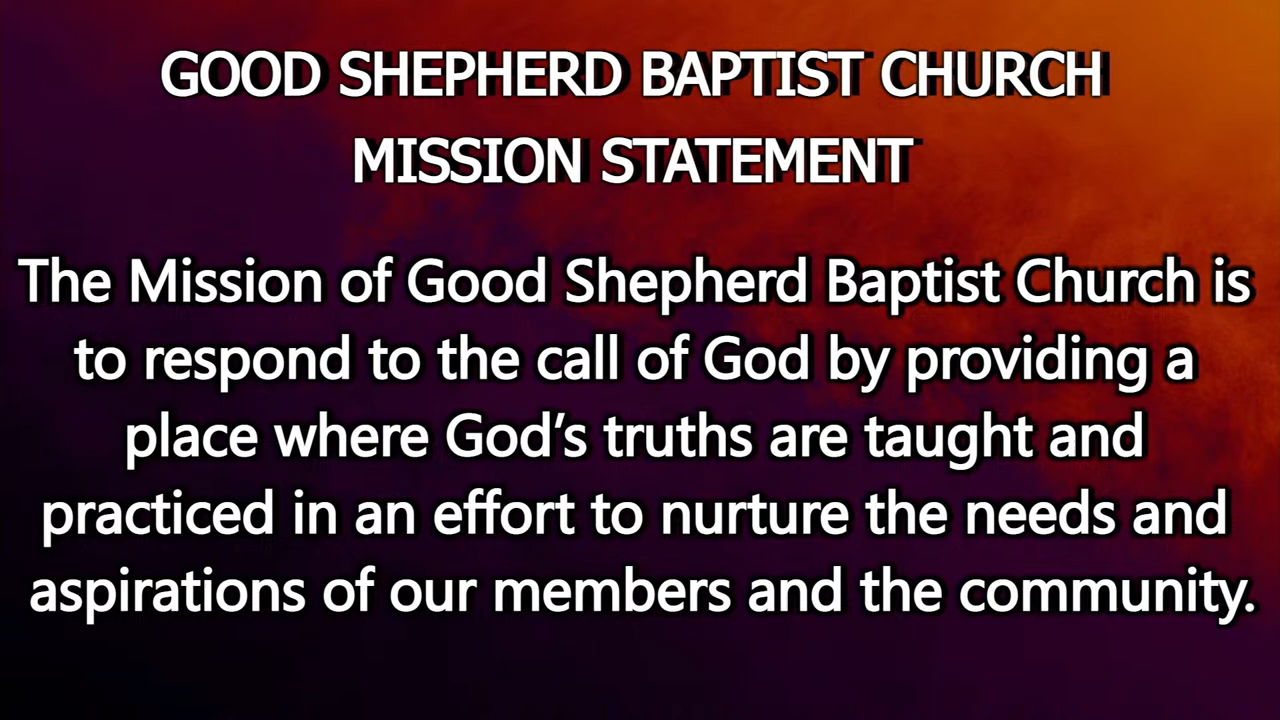 GOOD SHEPHERD BAPTIST CHURCH
MISSION STATEMENT
The Mission of Good Shepherd Baptist Church is
to respond to the call of God by providing a
place where God’s truths are taught and
practiced in an effort to nurture the needs and
aspirations of our members and the community.